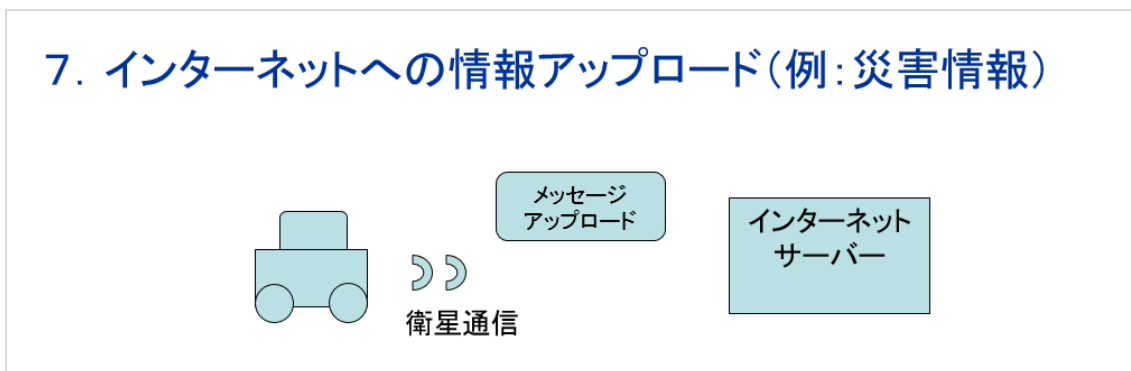 ７．インターネットへの情報アップロード（例：災害情報）
メッセージ
アップロード
インターネット
サーバー
衛星通信